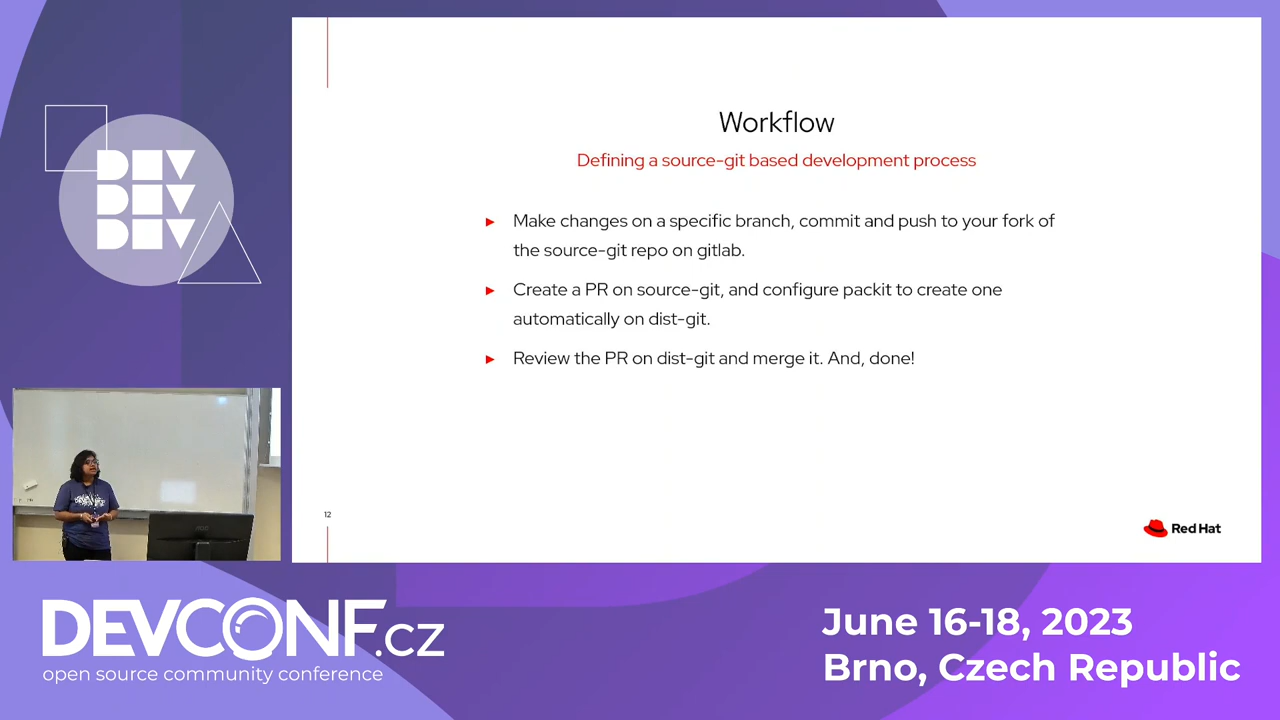 DEV
DEV
DEV
Workflow
Defining a source-git based development process
► Make changes on a specific branch, commit and push to your fork of
the source-git repo on gitlab.
► Create a PR on source-git, and configure packit to create one
automatically on dist-git.
► Review the PR on dist-git and merge it. And, done!
12
Red Hat
DEVCONF.cz
open source community conference
June 16-18, 2023
Brno, Czech Republic